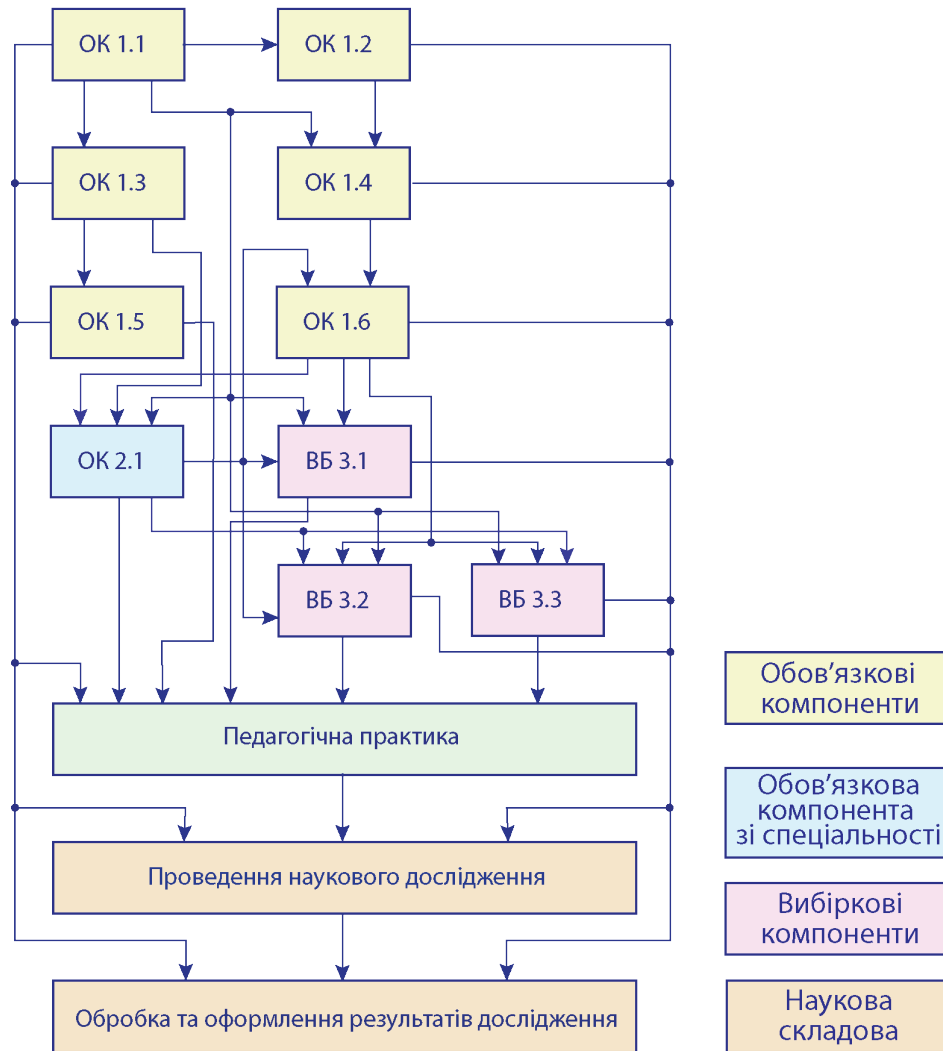 ОК 1.1
ОК 1.2
ОК 1.3
ОК 1.4
ОК 1.5
ОК 1.6
ОК 2.1
ВБ 3.1
ВБ 3.2
ВБ 3.3
Педагогічна практика
Проведення наукового дослідження
Обробка та оформлення результатів дослідження
Обов’язкові
компоненти
Обов’язкова
компонента
зі спеціальності
Вибіркові
компоненти
Наукова
складова